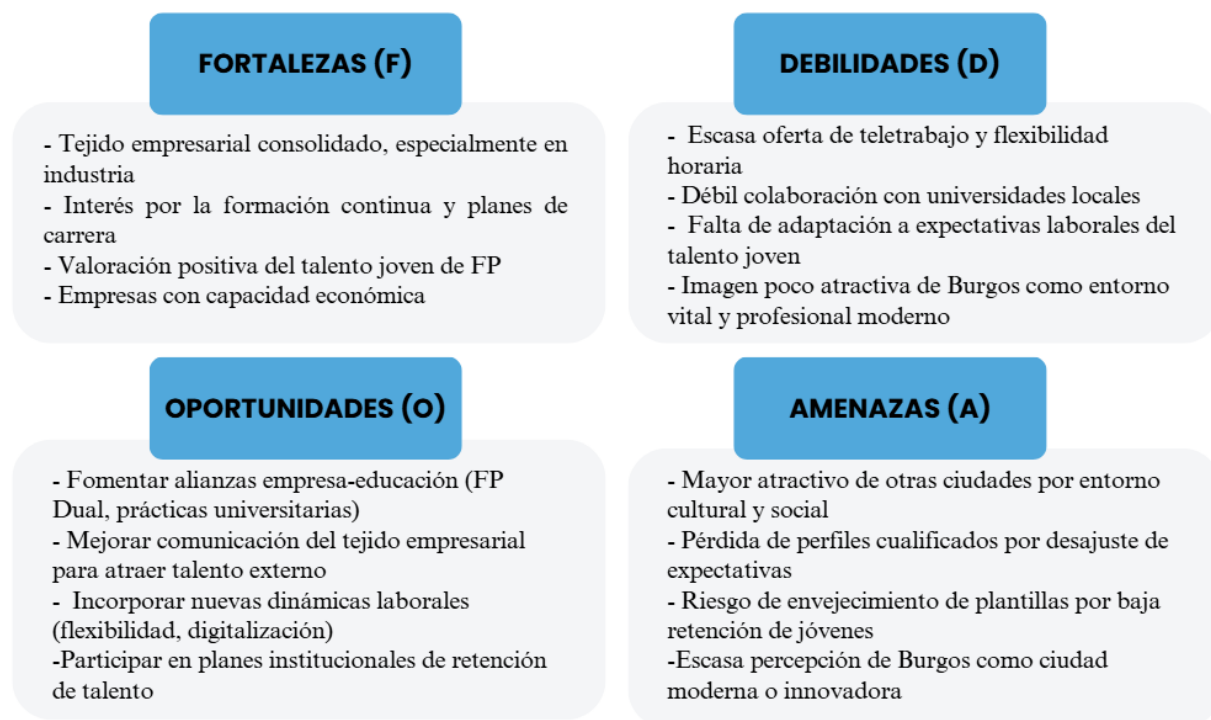 FORTALEZAS (F)
- Tejido empresarial consolidado, especialmente en
industria
- Interés por la formación continua y planes de
carrera
- Valoración positiva del talento joven de FP
- Empresas con capacidad económica
DEBILIDADES (D)
- Escasa oferta de teletrabajo y flexibilidad
horaria
- Débil colaboración con universidades locales
- Falta de adaptación a expectativas laborales del
talento joven
- Imagen poco atractiva de Burgos como entorno
vital y profesional moderno
OPORTUNIDADES (O)
- Fomentar alianzas empresa-educación (FP
Dual, prácticas universitarias)
- Mejorar comunicación del tejido empresarial
para atraer talento externo
- Incorporar nuevas dinámicas laborales
(flexibilidad, digitalización)
-Participar en planes institucionales de retención
de talento
AMENAZAS (A)
- Mayor atractivo de otras ciudades por entorno
cultural y social
- Pérdida de perfiles cualificados por desajuste de
expectativas
- Riesgo de envejecimiento de plantillas por baja
retención de jóvenes
-Escasa percepción de Burgos como ciudad
moderna o innovadora